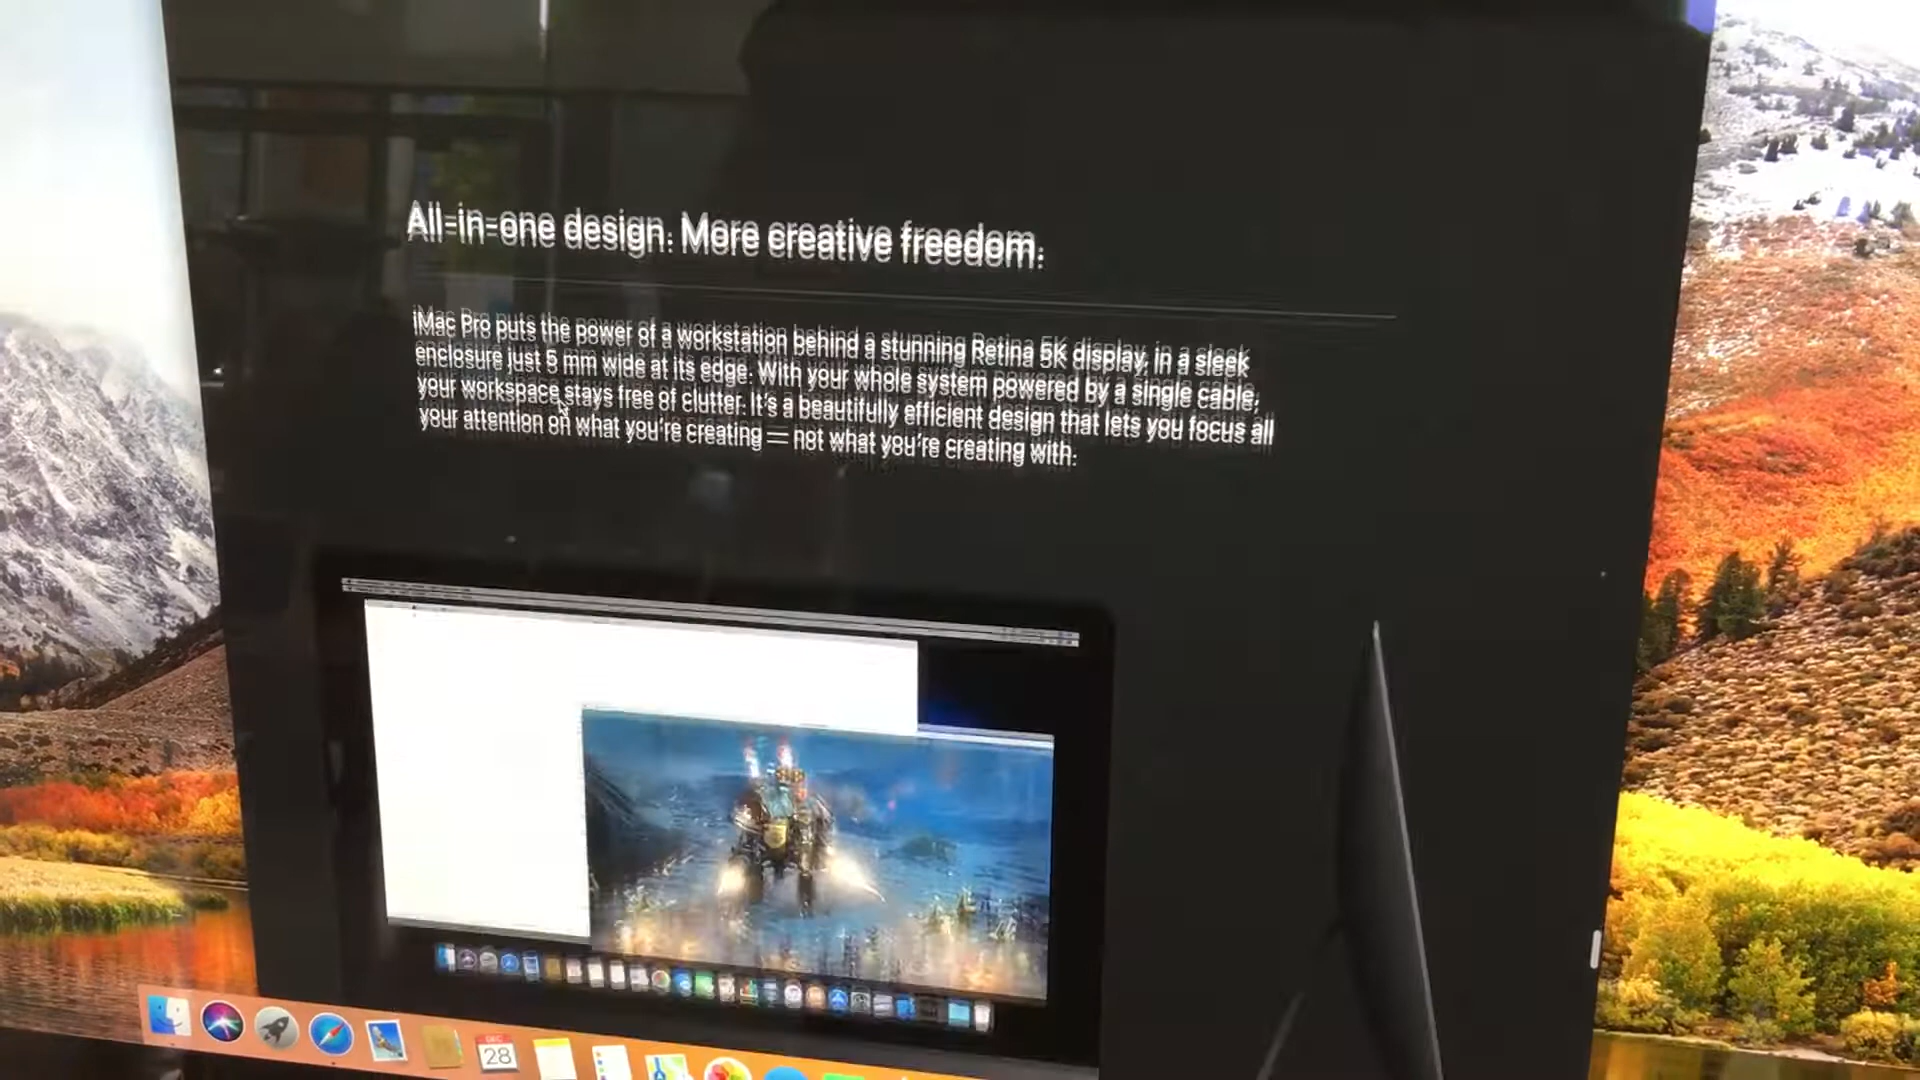 All-in-one design. More creative freedom.
iMac Pro puts the power of a workstation behind a stunning Retina 5K display, in a sleek
enclosure just 5 mm wide at its edge. With your whole system powered by a single cable,
your workspace stays free of clutter. It's a beautifully efficient design that lets you focus all
your attention on what you're creating — not what you're creating with.
DEC
28